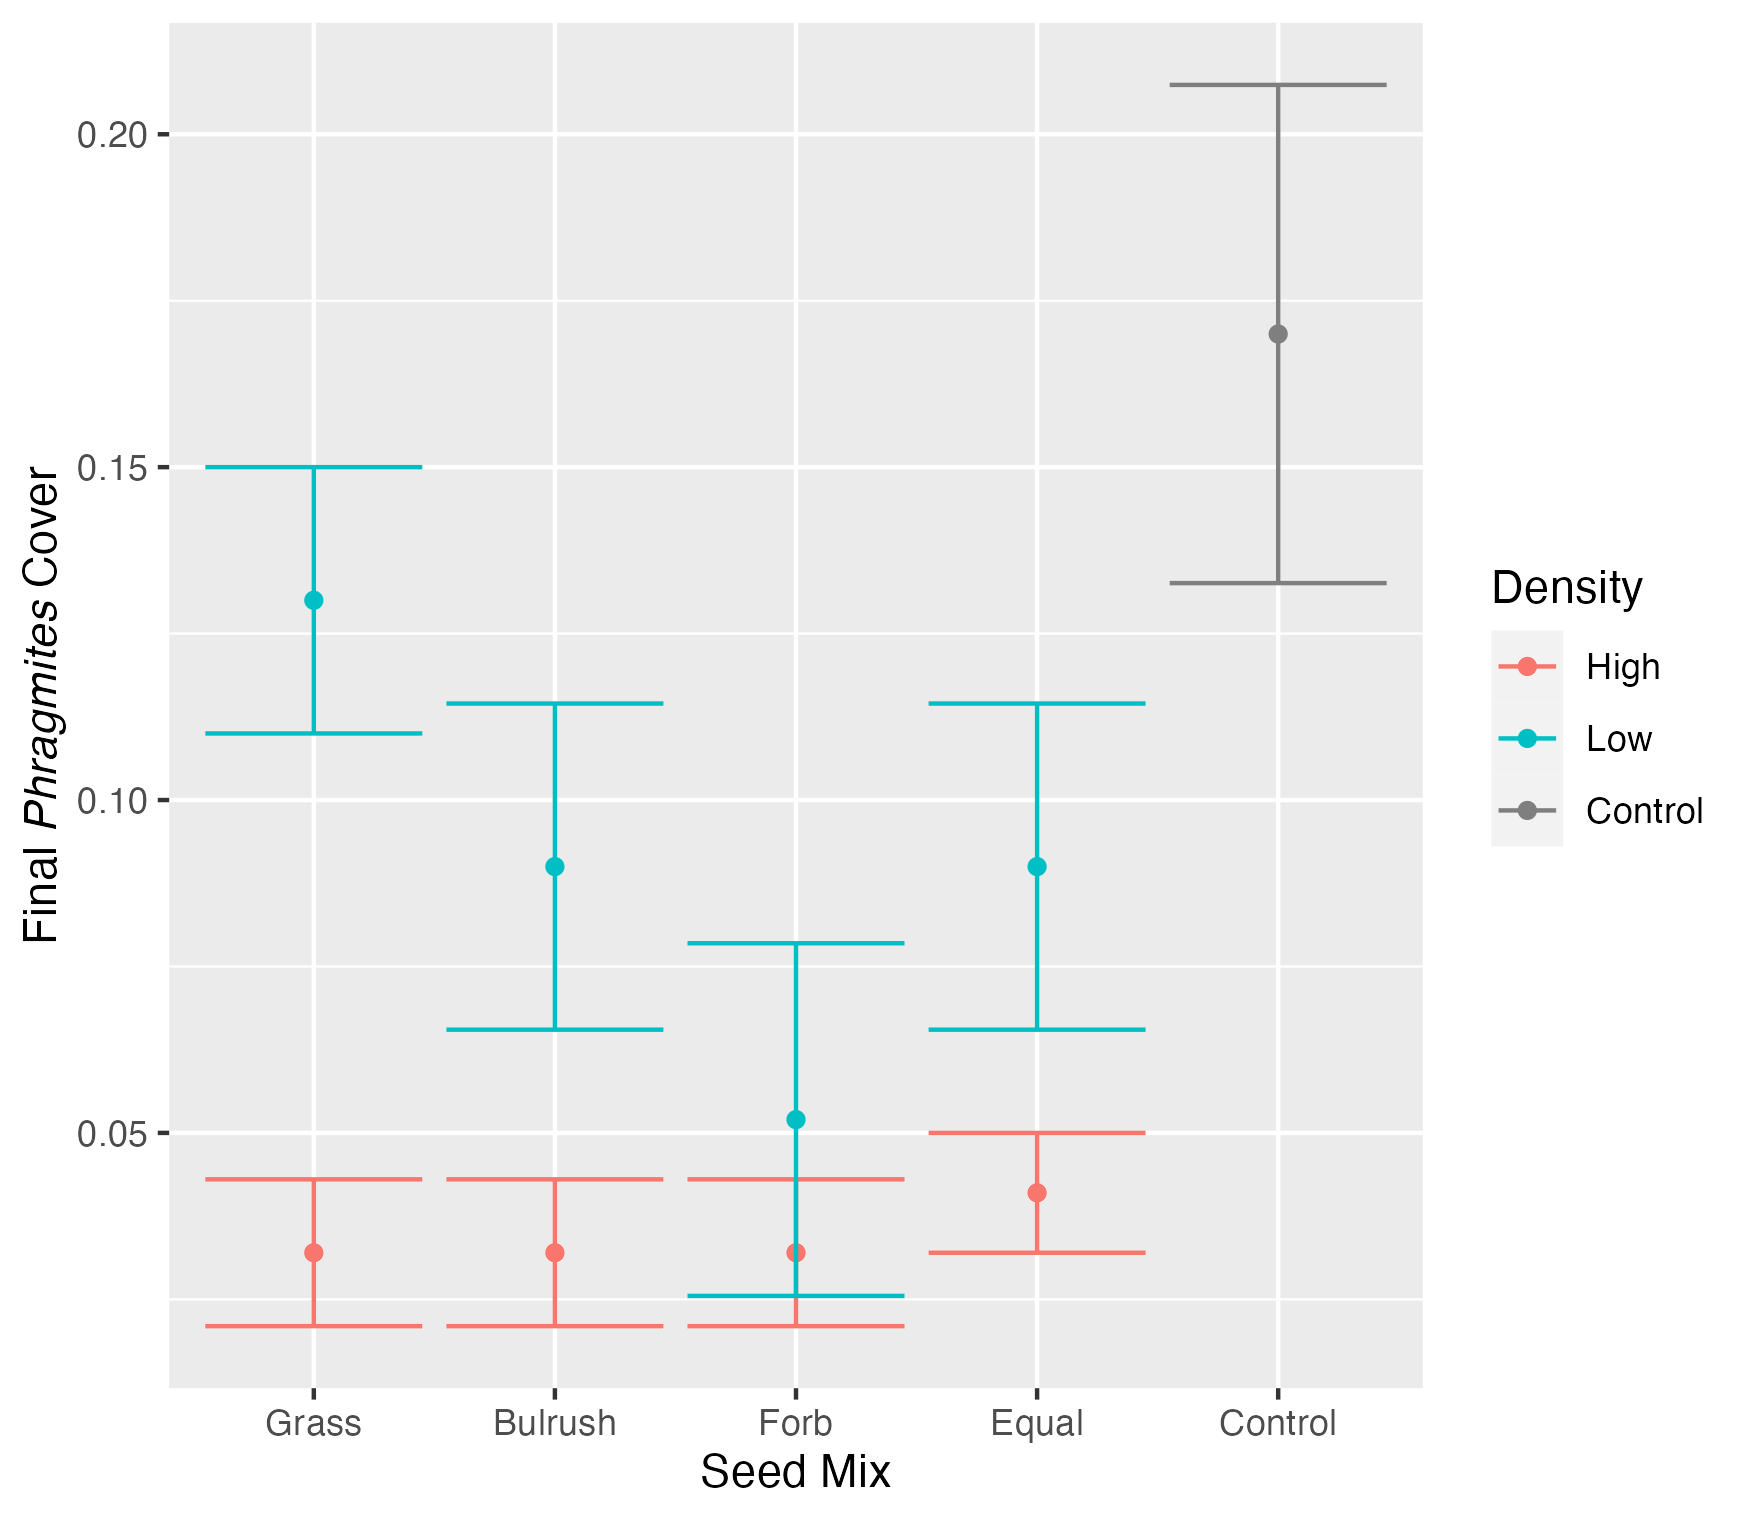 Final Phragmites Cover
0.20
0.15
0.10
0.05
Grass Bulrush Forb Equal Control
Seed Mix
Density
High
Low
Control